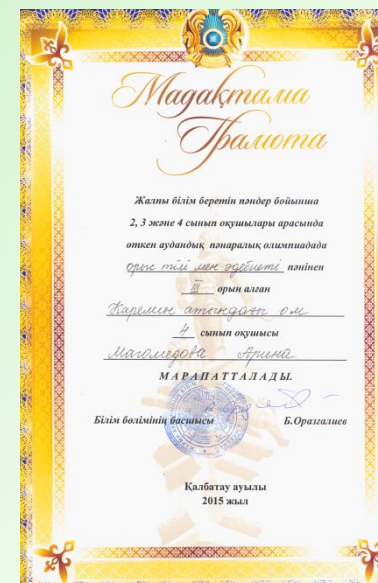 Мадақтама
Грамота
Жалпы білім беретін пәндер бойынша
2, 3 және 4 сынып оқушылары арасында
өткен аудандық пәнаралық олимпиадада
орыс тілі мен әдебиеті пәнінен
III орын алған
атындағы ом
4 сынып оқушысы
Магомедова Арина
МАРАПАТТАЛАДЫ.
Білім бөлімінің басшысы Б.Оразғалиев
Қалбатау ауылы
2015 жыл